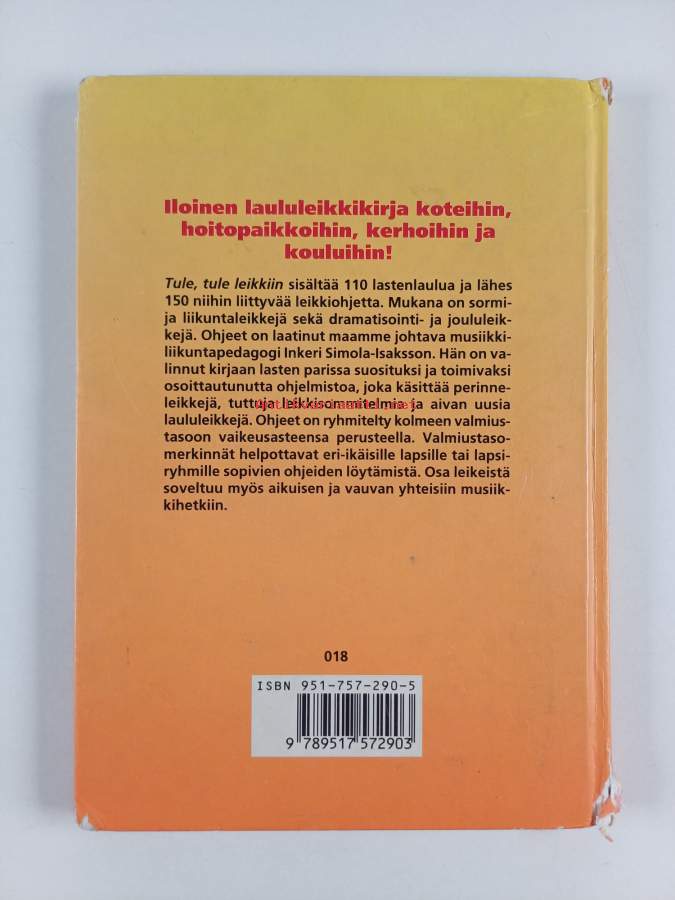 Iloinen laululeikkikirja koteihin,
hoitopaikkoihin, kerhoihin ja
kouluihin!
Tule, tule leikkiin sisältää 110 lastenlaulua ja lähes
150 niihin liittyvää leikkiohjetta. Mukana on sormi-
ja liikuntaleikkejä sekä dramatisointi- ja joululeik-
kejä. Ohjeet on laatinut maamme johtava musiikki-
liikuntapedagogi Inkeri Simola-Isaksson. Hän on va-
linnut kirjaan lasten parissa suosituksi ja toimivaksi
osoittautunutta ohjelmistoa, joka käsittää perinne-
leikkejä, tuttuja leikkisommitelmia ja aivan uusia
laululeikkejä. Ohjeet on ryhmitelty kolmeen valmius-
tasoon vaikeusasteensa perusteella. Valmiustaso-
merkinnät helpottavat eri-ikäisille lapsille tai lapsi-
ryhmille sopivien ohjeiden löytämistä. Osa leikeistä
soveltuu myös aikuisen ja vauvan yhteisiin musiik-
kihetkiin.
018
ISBN 951-757-290-5
9 789517 572903